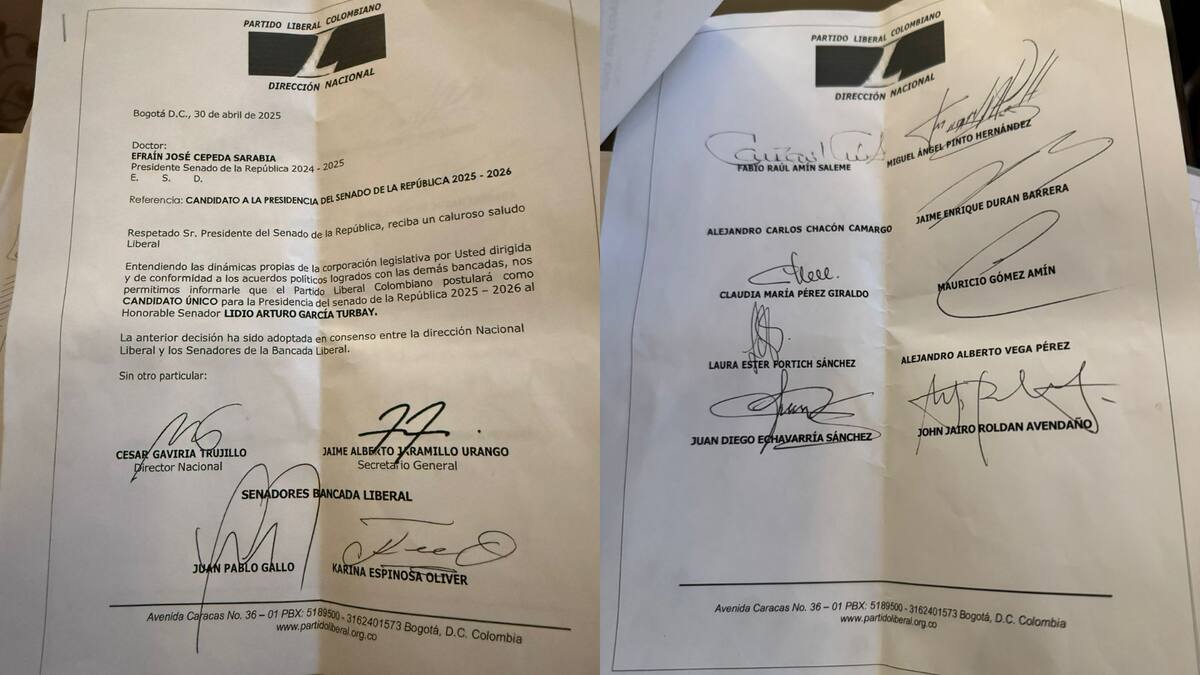 PARTIDO LIBERAL COLOMBIANO
DIRECCIÓN NACIONAL
Bogotá D.C., 30 de abril de 2025
Doctor:
EFRAÍN JOSÉ CEPEDA SARABIA
Presidente Senado de la República 2024 - 2025
E. S. D.
Referencia: CANDIDATO A LA PRESIDENCIA DEL SENADO DE LA REPÚBLICA 2025 - 2026
Respetado Sr. Presidente del Senado de la República, reciba un caluroso saludo
Liberal
Entendiendo las dinámicas propias de la corporación legislativa por Usted dirigida
y de conformidad a los acuerdos políticos logrados con las demás bancadas, nos
permitimos informarle que el Partido Liberal Colombiano postulará como
CANDIDATO ÚNICO para la Presidencia del senado de la República 2025 – 2026 al
Honorable Senador LIDIO ARTURO GARCÍA TURBAY.
La anterior decisión ha sido adoptada en consenso entre la dirección Nacional
Liberal y los Senadores de la Bancada Liberal.
Sin otro particular:
CESAR GAVIRIA TRUJILLO
Director Nacional
JAIME ALBERTO JARAMILLO URANGO
Secretario General
SENADORES BANCADA LIBERAL
JUAN PABLO GALLO
KARINA ESPINOSA OLIVER
Avenida Caracas No. 36 – 01 PBX: 5189500 - 3162401573 Bogotá, D.C. Colombia
www.partidoliberal.org.co
PARTIDO LIBERAL COLOMBIANO
DIRECCIÓN NACIONAL
FABIO RAÚL AMÍN SALEME
MIGUEL ÁNGEL PINTO HERNÁNDEZ
ALEJANDRO CARLOS CHACÓN CAMARGO
JAIME ENRIQUE DURAN BARRERA
CLAUDIA MARÍA PÉREZ GIRALDO
MAURICIO GÓMEZ AMÍN
LAURA ESTER FORTICH SÁNCHEZ
ALEJANDRO ALBERTO VEGA PÉREZ
JUAN DIEGO ECHAVARRÍA SÁNCHEZ
JOHN JAIRO ROLDAN AVENDAÑO
Avenida Caracas No. 36 – 01 PBX: 5189500 - 3162401573 Bogotá, D.C. Colombia
www.partidoliberal.org.co